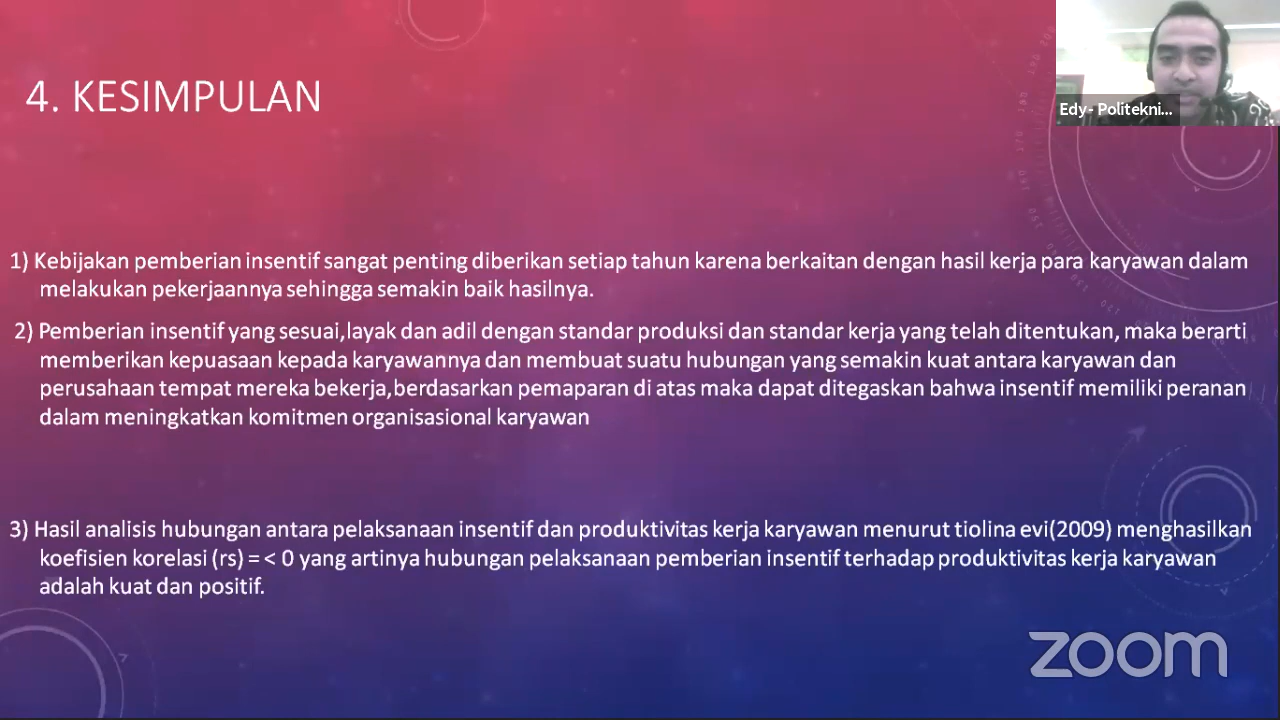 4. KESIMPULAN
Edy- Politekni...
1) Kebijakan pemberian insentif sangat penting diberikan setiap tahun karena berkaitan dengan hasil kerja para karyawan dalam
melakukan pekerjaannya sehingga semakin baik hasilnya.
2) Pemberian insentif yang sesuai,layak dan adil dengan standar produksi dan standar kerja yang telah ditentukan, maka berarti
memberikan kepuasaan kepada karyawannya dan membuat suatu hubungan yang semakin kuat antara karyawan dan
perusahaan tempat mereka bekerja,berdasarkan pemaparan di atas maka dapat ditegaskan bahwa insentif memiliki peranan
dalam meningkatkan komitmen organisasional karyawan
3) Hasil analisis hubungan antara pelaksanaan insentif dan produktivitas kerja karyawan menurut tiolina evi(2009) menghasilkan
koefisien korelasi (rs) = < 0 yang artinya hubungan pelaksanaan pemberian insentif terhadap produktivitas kerja karyawan
adalah kuat dan positif.
zoom